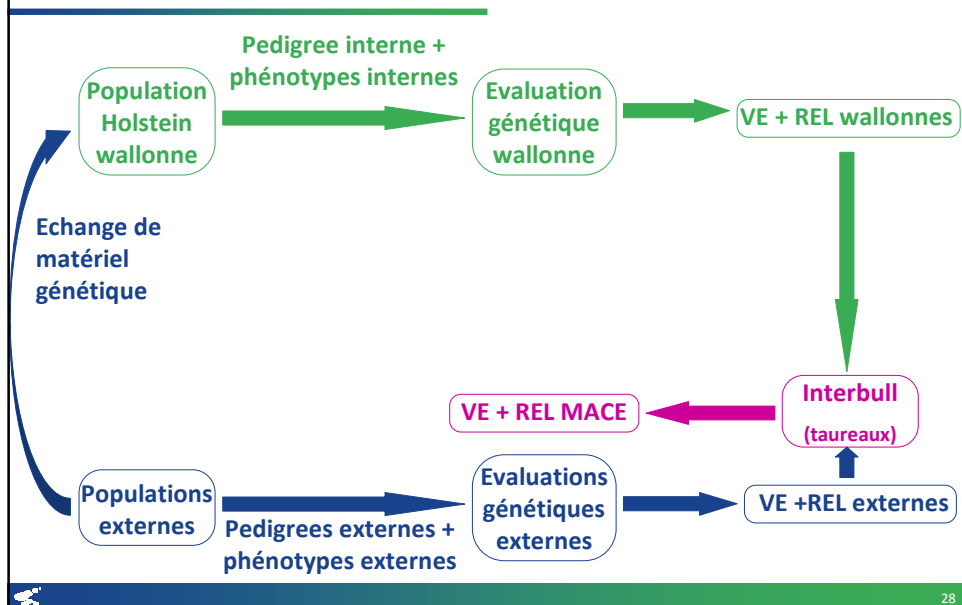 Pedigree interne +
phénotypes internes
Population
Holstein
wallonne
Evaluation
génétique
wallonne
VE + REL wallonnes
Echange de
matériel
génétique
Interbull
(taureaux)
VE + REL MACE
Populations
externes
Pedigrees externes +
phénotypes externes
Evaluations
génétiques
externes
VE +REL externes
28